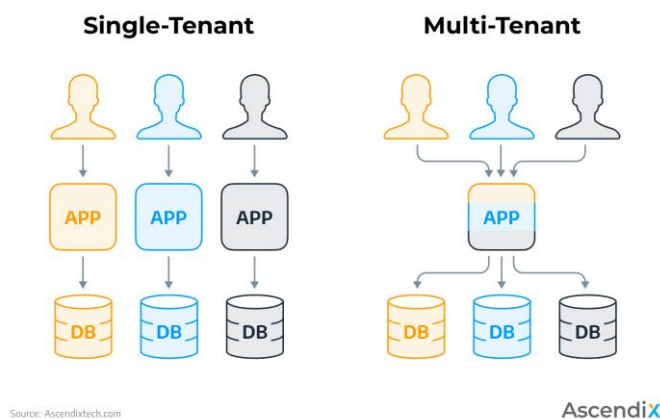 Single-Tenant
Multi-Tenant
APP APP APP
APP
DB DB DB
DB DB DB
Source: Ascendixtech.com
Ascendix